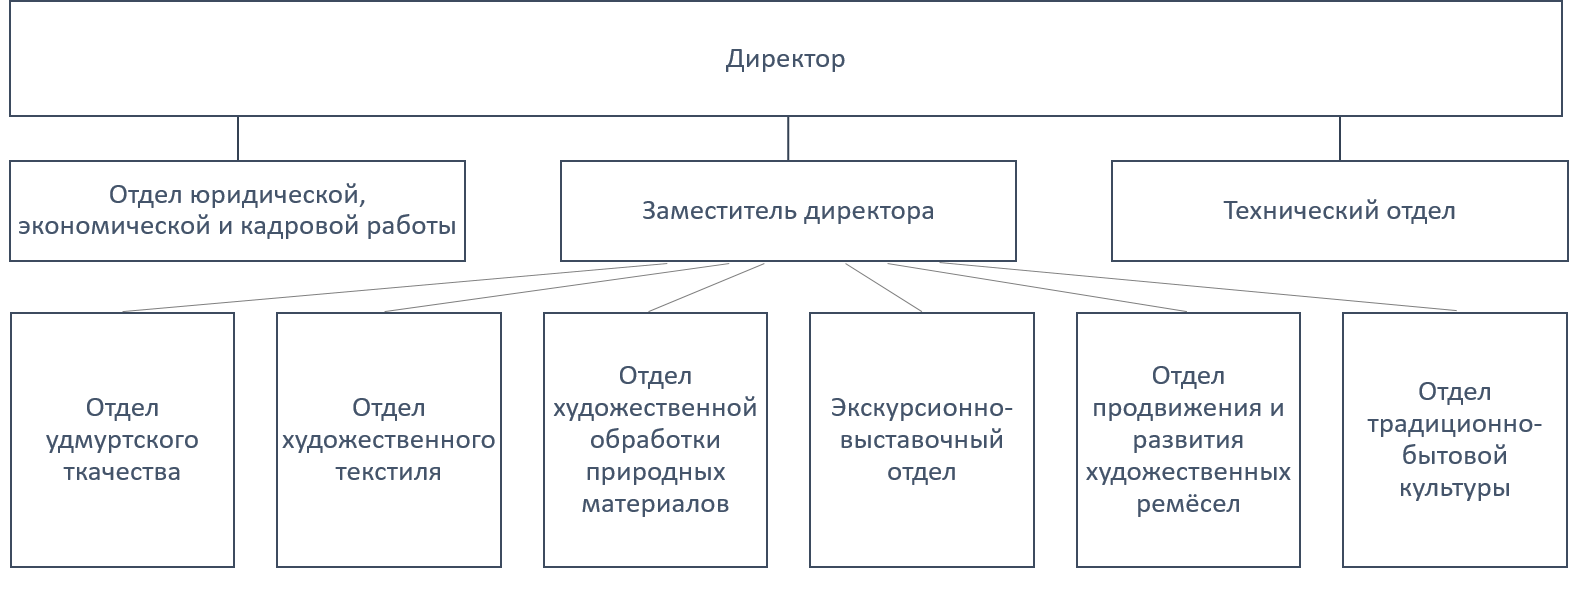 Директор
Отдел юридической,
экономической и кадровой работы
Заместитель директора
Технический отдел
Отдел
удмуртского
ткачества
Отдел
художественного
текстиля
Отдел
художественной
обработки
природных
материалов
Экскурсионно-
выставочный
отдел
Отдел
продвижения и
развития
художественных
ремёсел
Отдел
традиционно-
бытовой
культуры